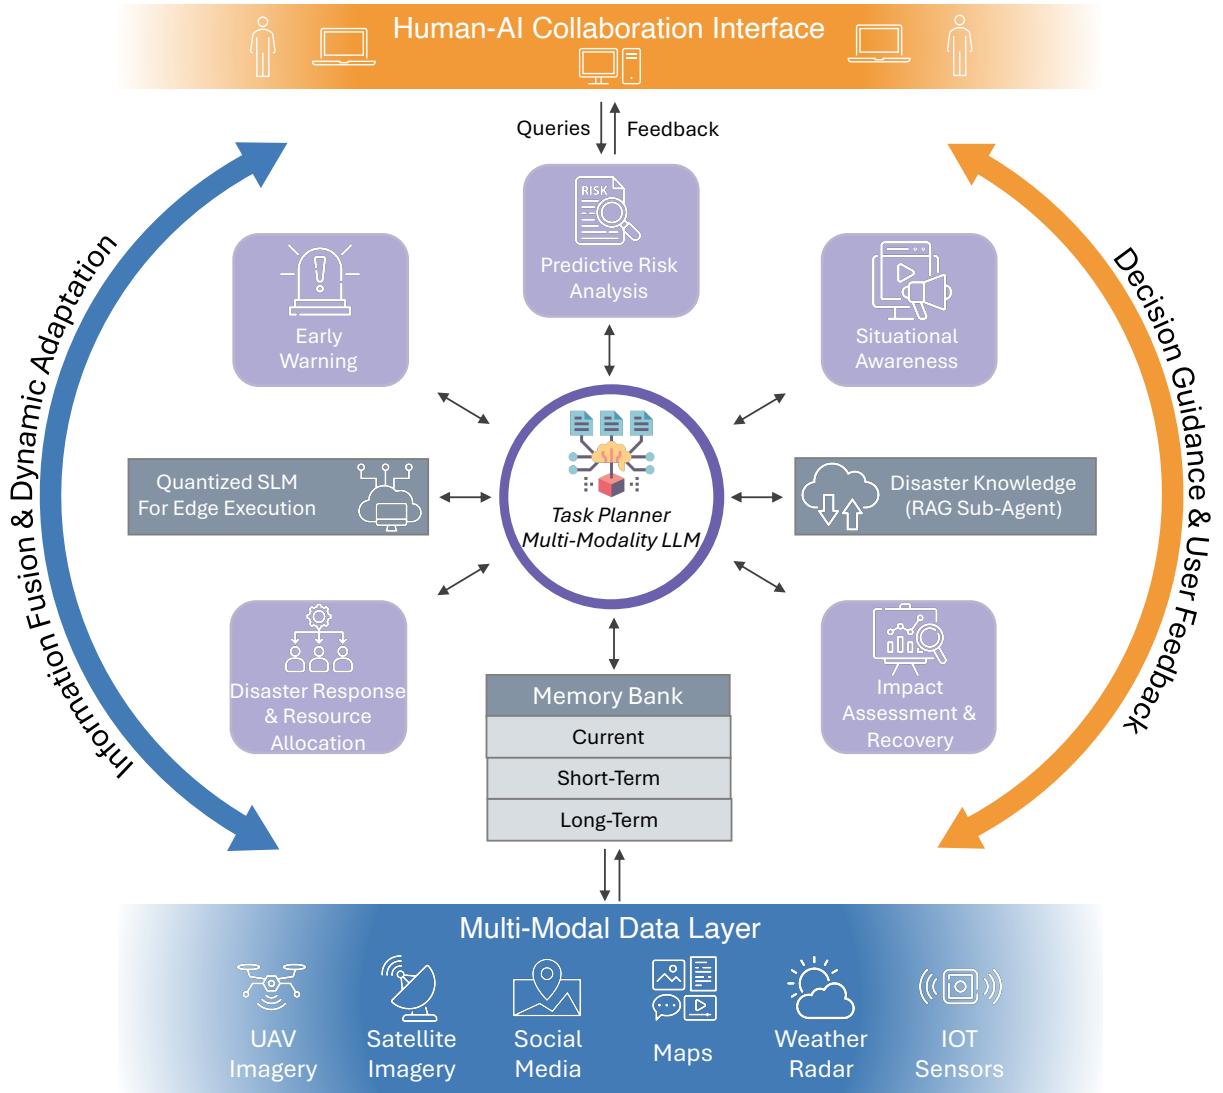 Human-AI Collaboration Interface
Queries
Feedback
RISK
Predictive Risk
Analysis
Early
Warning
Situational
Awareness
Information Fusion & Dynamic Adaptation
Decision Guidance & User Feedback
Quantized SLM
For Edge Execution
Task Planner
Multi-Modality LLM
Disaster Knowledge
(RAG Sub-Agent)
Disaster Response
& Resource
Allocation
Impact
Assessment &
Recovery
Memory Bank
Current
Short-Term
Long-Term
Multi-Modal Data Layer
UAV
Imagery
Satellite
Imagery
Social
Media
Maps
Weather
Radar
IOT
Sensors